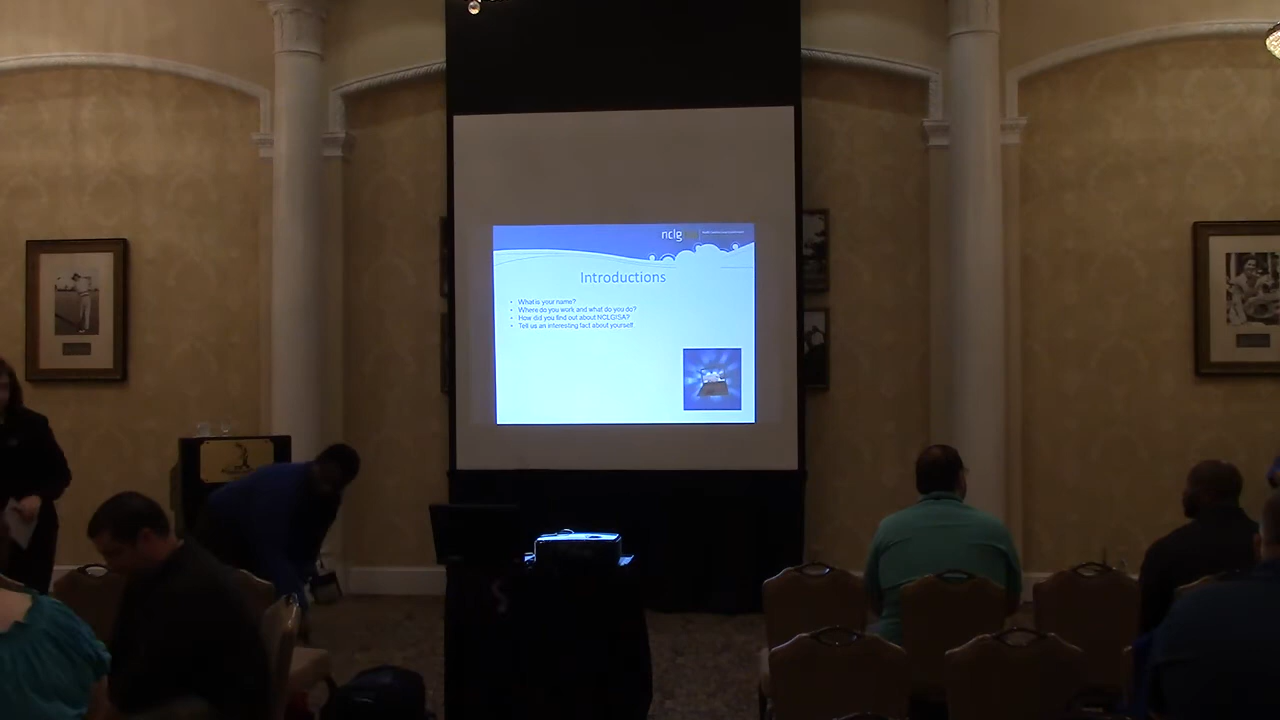 nclg
Introductions
• What is your name?
• Where do you work and what do you do?
• How did you find out about NCLGISA?
• Tell us an interesting fact about yourself